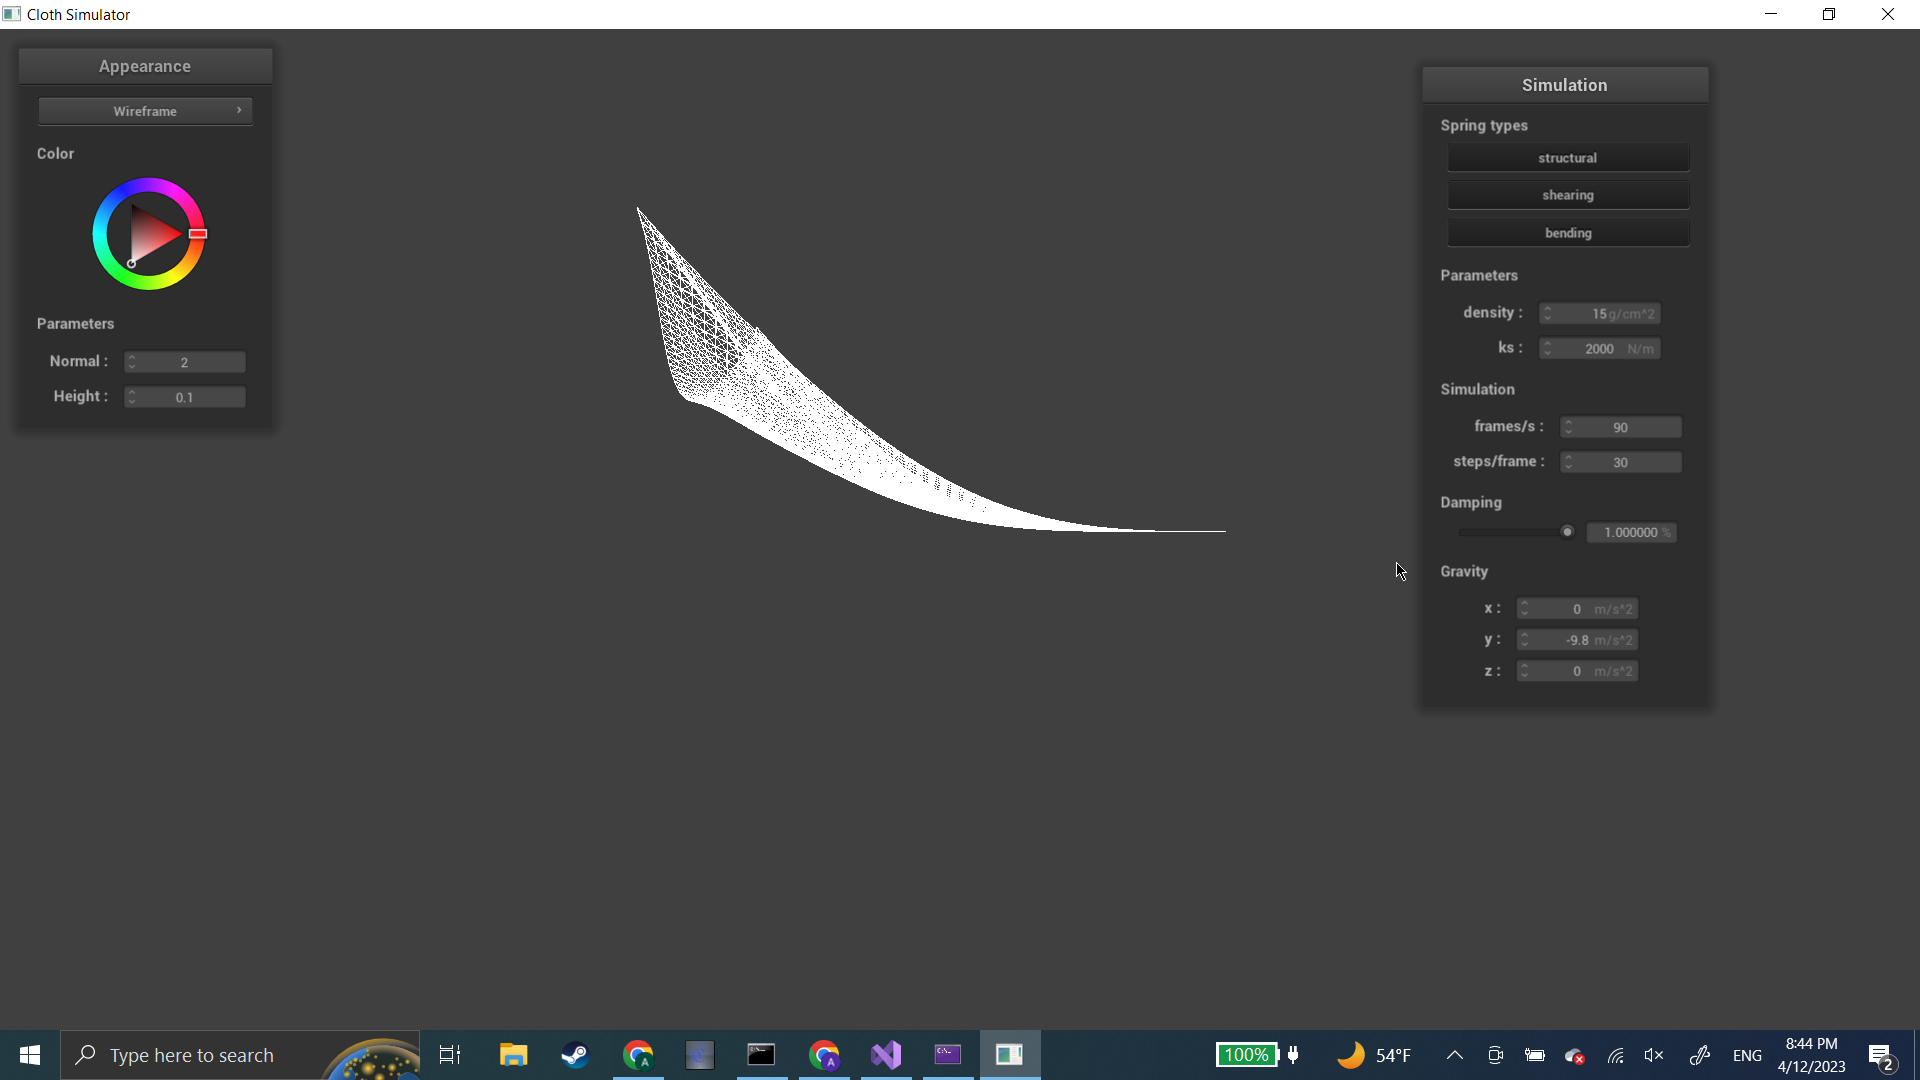 Cloth Simulator
Appearance
Wireframe
Color
Parameters
Normal : 2
Height : 0.1
Simulation
Spring types
structural
shearing
bending
Parameters
density : 15 g/cm^2
ks : 2000 N/m
Simulation
frames/s : 90
steps/frame : 30
Damping
1.000000 %
Gravity
x : 0 m/s^2
y : -9.8 m/s^2
z : 0 m/s^2
Type here to search
100%
54°F
ENG
8:44 PM
4/12/2023
2